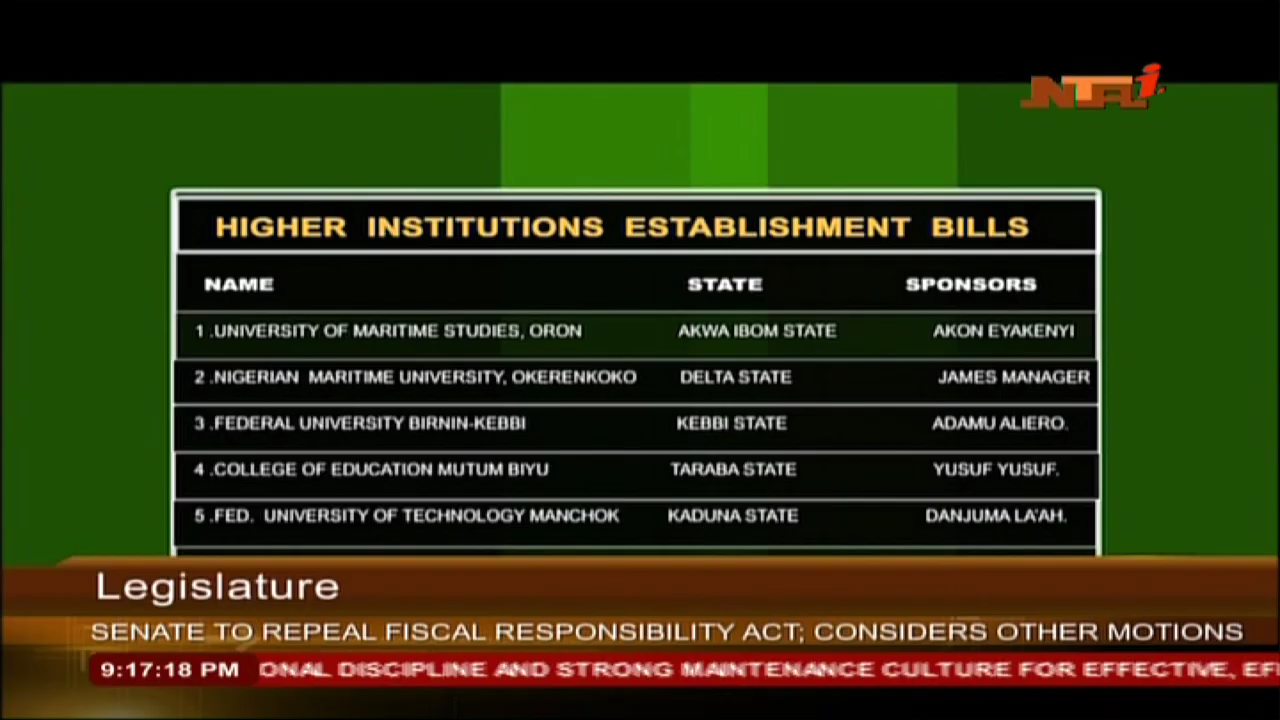 NTAi
HIGHER INSTITUTIONS ESTABLISHMENT BILLS
NAME STATE SPONSORS
1 .UNIVERSITY OF MARITIME STUDIES, ORON AKWA IBOM STATE AKON EYAKENYI
2 .NIGERIAN MARITIME UNIVERSITY, OKERENKOKO DELTA STATE JAMES MANAGER
3 .FEDERAL UNIVERSITY BIRNIN-KEBBI KEBBI STATE ADAMU ALIERO.
4 .COLLEGE OF EDUCATION MUTUM BIYU TARABA STATE YUSUF YUSUF.
5 .FED. UNIVERSITY OF TECHNOLOGY MANCHOK KADUNA STATE DANJUMA LA'AH.
Legislature
SENATE TO REPEAL FISCAL RESPONSIBILITY ACT; CONSIDERS OTHER MOTIONS
9:17:18 PM ONAL DISCIPLINE AND STRONG MAINTENANCE CULTURE FOR EFFECTIVE, EF